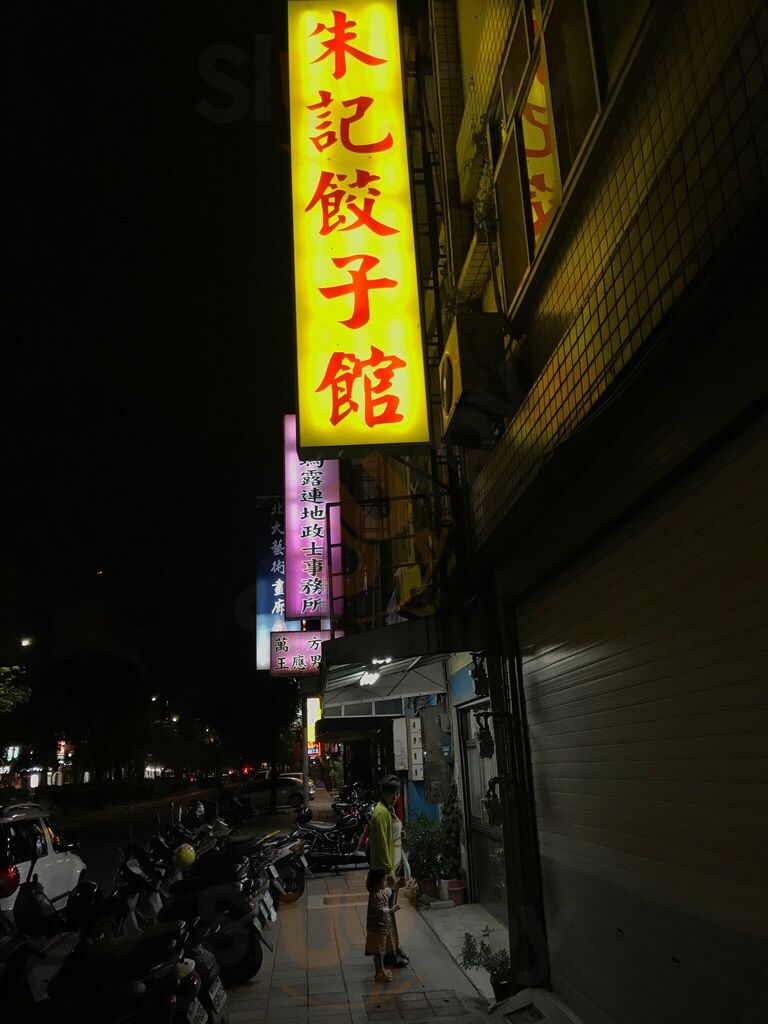 朱記餃子館
露連地政士事務所
北大藝術畫廊
萬 方
王應男